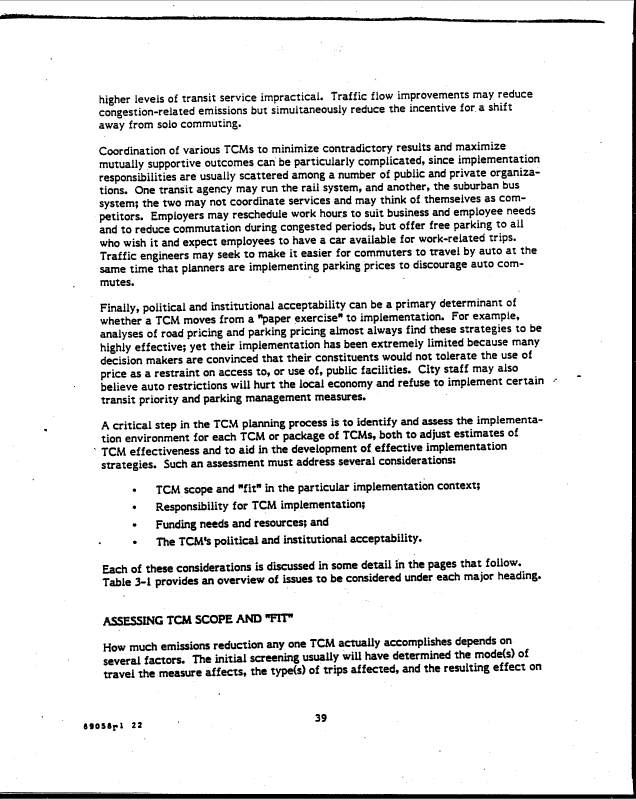 higher levels of transit service impractical. Traffic flow improvements may reduce
congestion-related emissions but simultaneously reduce the incentive for a shift
away from solo commuting.
Coordination of various TCMs to minimize contradictory results and maximize
mutually supportive outcomes can be particularly complicated, since implementation
responsibilities are usually scattered among a number of public and private organiza-
tions. One transit agency may run the rail system, and another, the suburban bus
system; the two may not coordinate services and may think of themselves as com-
petitors. Employers may reschedule work hours to suit business and employee needs
and to reduce commutation during congested periods, but offer free parking to all
who wish it and expect employees to have a car available for work-related trips.
Traffic engineers may seek to make it easier for commuters to travel by auto at the
same time that planners are implementing parking prices to discourage auto com-
mutes.
Finally, political and institutional acceptability can be a primary determinant of
whether a TCM moves from a "paper exercise" to implementation. For example,
analyses of road pricing and parking pricing almost always find these strategies to be
highly effective; yet their implementation has been extremely limited because many
decision makers are convinced that their constituents would not tolerate the use of
price as a restraint on access to, or use of, public facilities. City staff may also
believe auto restrictions will hurt the local economy and refuse to implement certain
transit priority and parking management measures.
A critical step in the TCM planning process is to identify and assess the implementa-
tion environment for each TCM or package of TCMs, both to adjust estimates of
TCM effectiveness and to aid in the development of effective implementation
strategies. Such an assessment must address several considerations:
• TCM scope and "fit" in the particular implementation context;
• Responsibility for TCM implementation;
• Funding needs and resources; and
• The TCM's political and institutional acceptability.
Each of these considerations is discussed in some detail in the pages that follow.
Table 3-1 provides an overview of issues to be considered under each major heading.
ASSESSING TCM SCOPE AND "FIT"
How much emissions reduction any one TCM actually accomplishes depends on
several factors. The initial screening usually will have determined the mode(s) of
travel the measure affects, the type(s) of trips affected, and the resulting effect on
39
89058r1 22